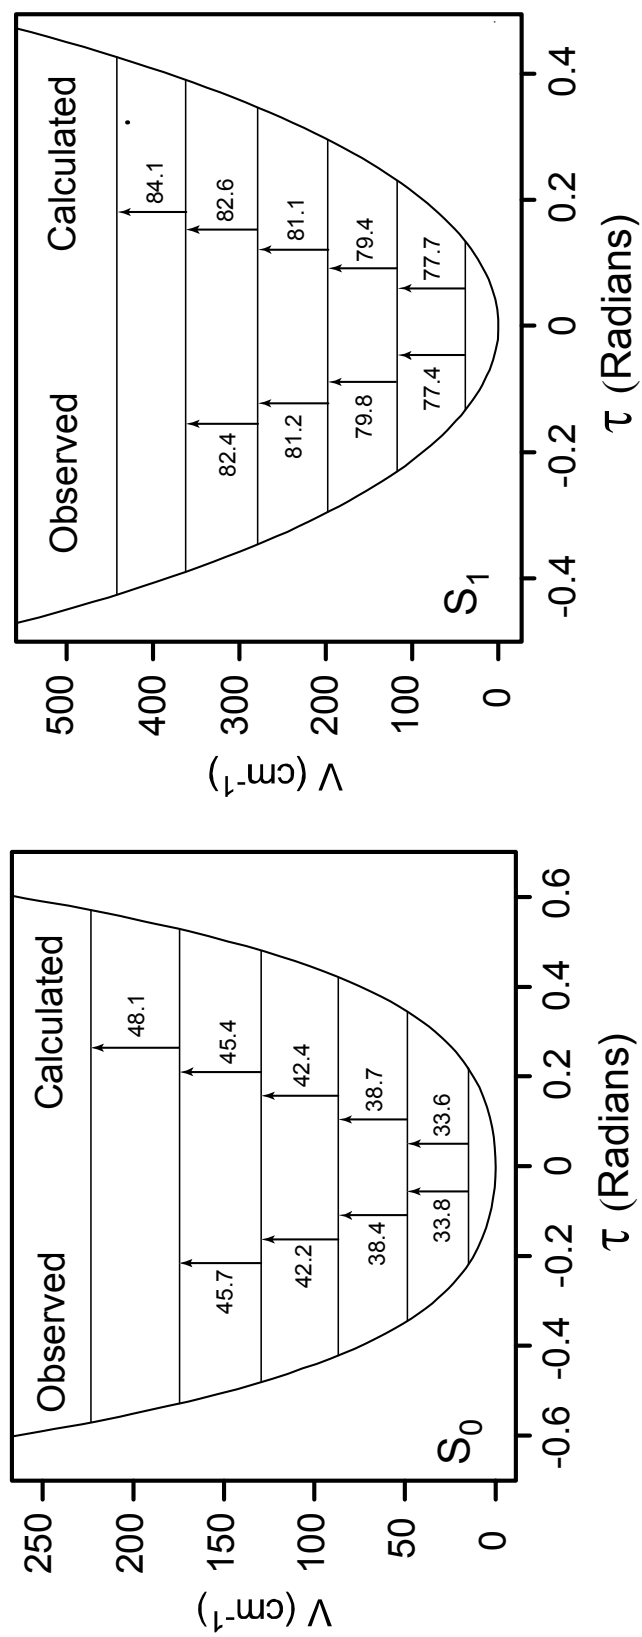 Observed
Calculated
48.1
45.7
45.4
42.2
42.4
38.4
38.7
33.8
33.6
S0
250
200
150
100
50
0
V (cm-1)
-0.6 -0.4 -0.2 0 0.2 0.4 0.6
τ (Radians)
Observed
Calculated
84.1
82.4
82.6
81.2
81.1
79.8
79.4
77.4
77.7
S1
500
400
300
200
100
0
V (cm-1)
-0.4 -0.2 0 0.2 0.4
τ (Radians)